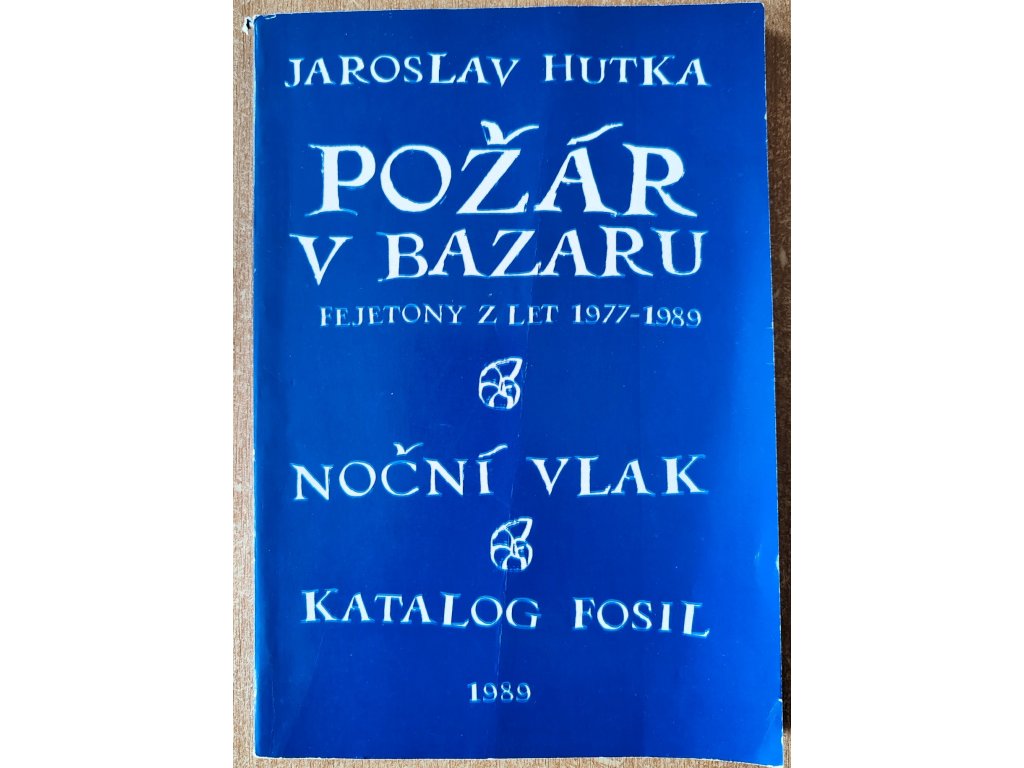 JAROSLAV HUTKA
POŽÁR
V BAZARU
FEJETONY Z LET 1977-1989
NOČNÍ VLAK
KATALOG FOSIL
1989